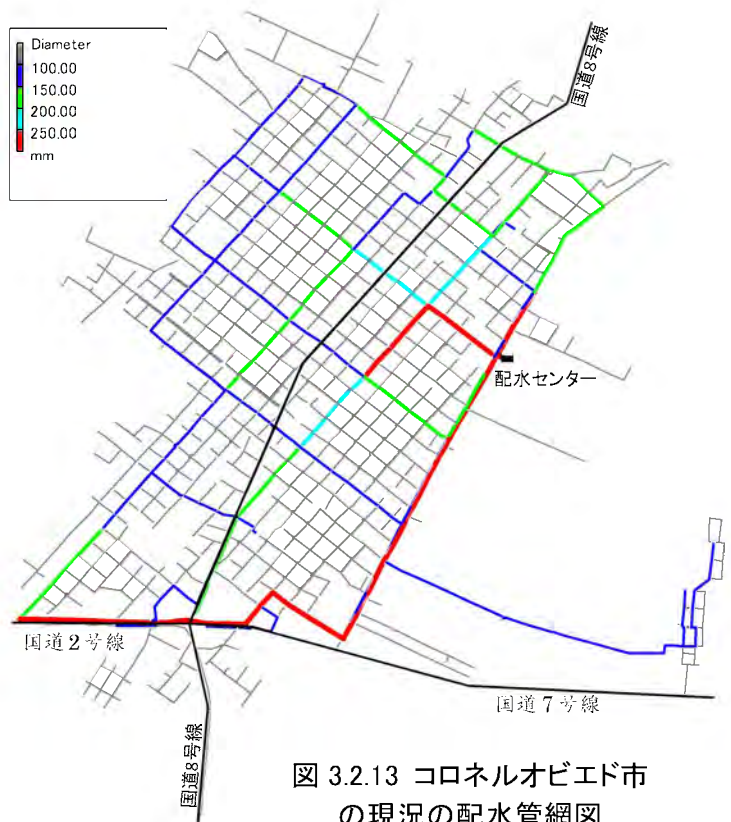 Diameter
100.00
150.00
200.00
250.00
mm
国道8号線
配水センター
国道2号線
国道7号線
国道8号線
図 3.2.13 コロネルオビエド市
の現況の配水管網図